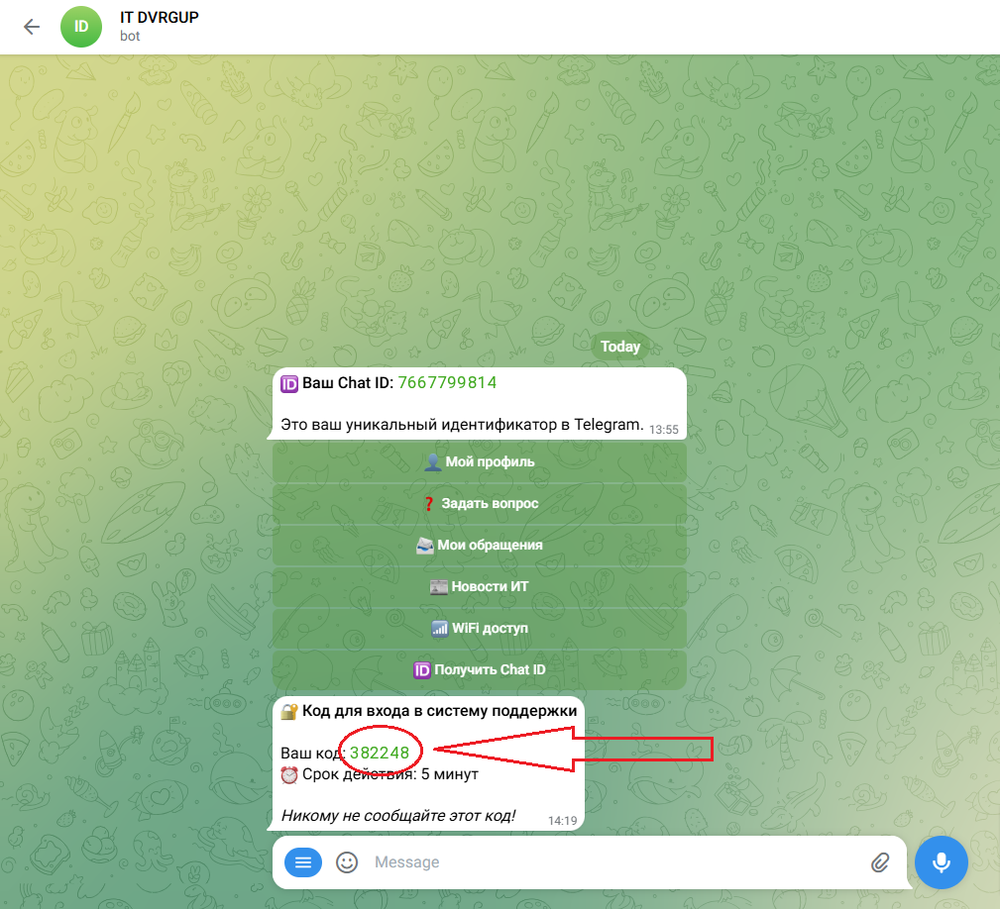 ID
IT DVRGUP
bot
Today
ID Ваш Chat ID: 7667799814
Это ваш уникальный идентификатор в Telegram. 13:55
Мой профиль
❓ Задать вопрос
Мои обращения
Новости ИТ
WiFi доступ
ID Получить Chat ID
Код для входа в систему поддержки
Ваш код: 382248
Срок действия: 5 минут
Никому не сообщайте этот код! 14:19
Message